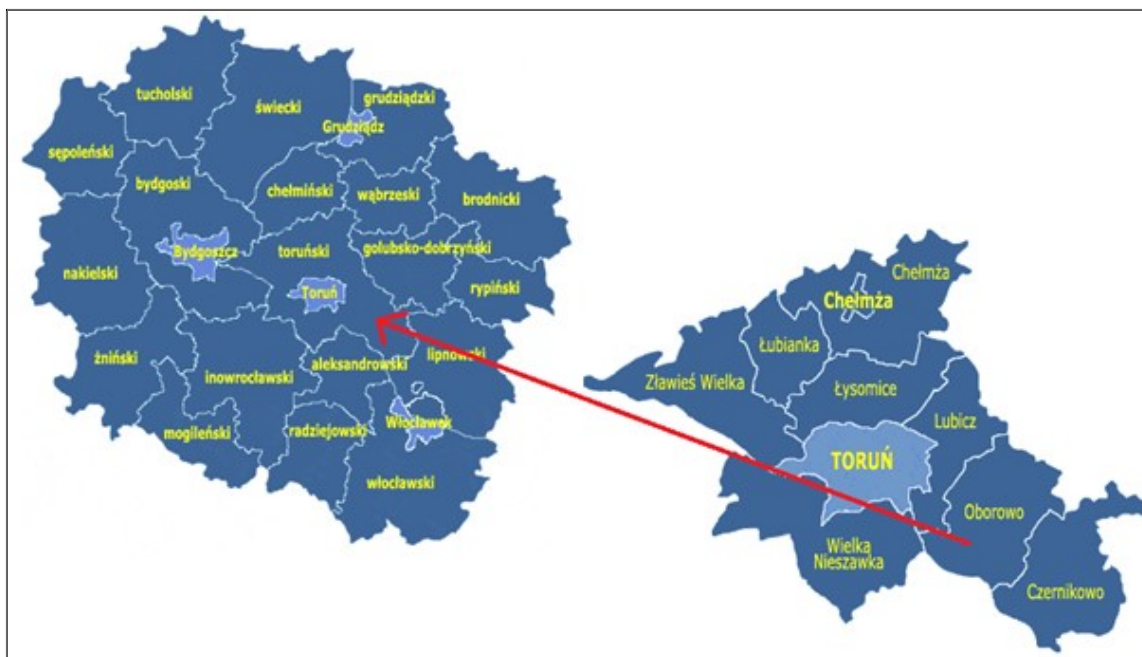 tucholski
świecki
grudziądzki
Grudziądz
sępoleński
bydgoski
chełmiński
wąbrzeski
brodnicki
Bydgoszcz
toruński
golubsko-dobrzyński
nakielski
Toruń
rypiński
żniński
inowrocławski
aleksandrowski
lipnowski
mogileński
radziejowski
Włocławek
włocławski
Chełmża
Chełmża
Łubianka
Zławieś Wielka
Łysomice
Lubicz
TORUŃ
Oborowo
Wielka
Nieszawka
Czernikowo